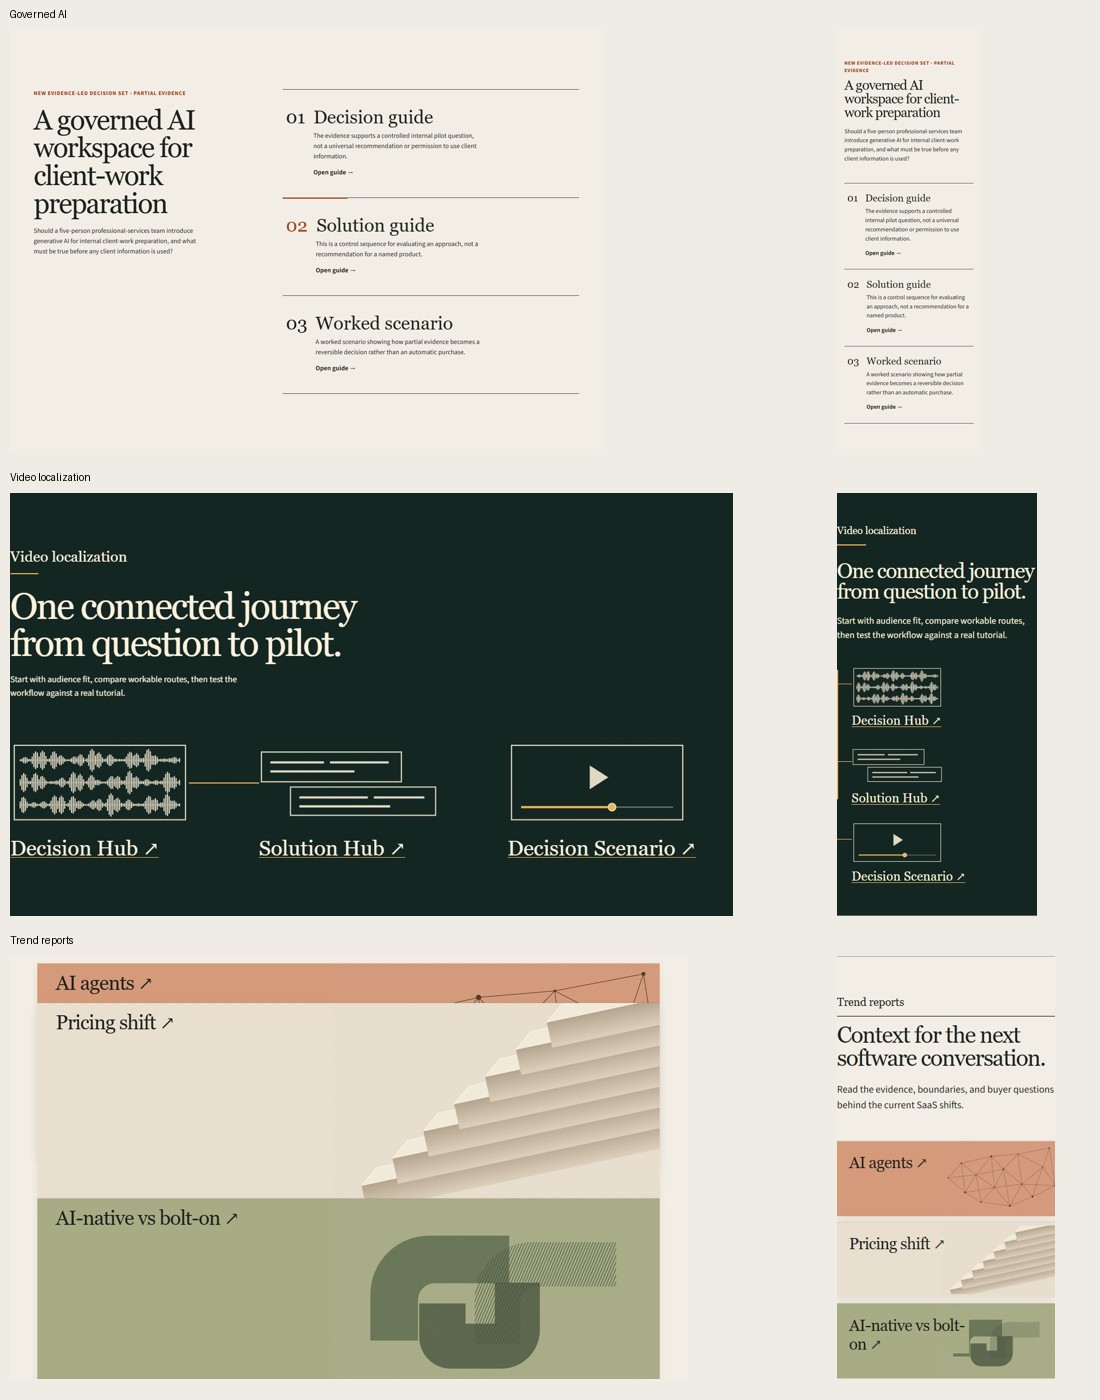 Governed AI
NEW EVIDENCE-LED DECISION SET · PARTIAL EVIDENCE
A governed AI
workspace for
client-work
preparation
Should a five-person professional-services team introduce
generative AI for internal client-work preparation, and what
must be true before any client information is used?
01 Decision guide
The evidence supports a controlled internal pilot question,
not a universal recommendation or permission to use client
information.
Open guide →
02 Solution guide
This is a control sequence for evaluating an approach, not a
recommendation for a named product.
Open guide →
03 Worked scenario
A worked scenario showing how partial evidence becomes a
reversible decision rather than an automatic purchase.
Open guide →
NEW EVIDENCE-LED DECISION SET · PARTIAL
EVIDENCE
A governed AI
workspace for client-
work preparation
Should a five-person professional-services team
introduce generative AI for internal client-work
preparation, and what must be true before any
client information is used?
01 Decision guide
The evidence supports a controlled
internal pilot question, not a universal
recommendation or permission to use
client information.
Open guide →
02 Solution guide
This is a control sequence for evaluating
an approach, not a recommendation for a
named product.
Open guide →
03 Worked scenario
A worked scenario showing how partial
evidence becomes a reversible decision
rather than an automatic purchase.
Open guide →
Video localization
Video localization
One connected journey
from question to pilot.
Start with audience fit, compare workable routes, then test the
workflow against a real tutorial.
Decision Hub ↗
Solution Hub ↗
Decision Scenario ↗
Video localization
One connected journey
from question to pilot.
Start with audience fit, compare workable routes,
then test the workflow against a real tutorial.
Decision Hub ↗
Solution Hub ↗
Decision Scenario ↗
Trend reports
AI agents ↗
Pricing shift ↗
AI-native vs bolt-on ↗
Trend reports
Context for the next
software conversation.
Read the evidence, boundaries, and buyer questions
behind the current SaaS shifts.
AI agents ↗
Pricing shift ↗
AI-native vs bolt-
on ↗